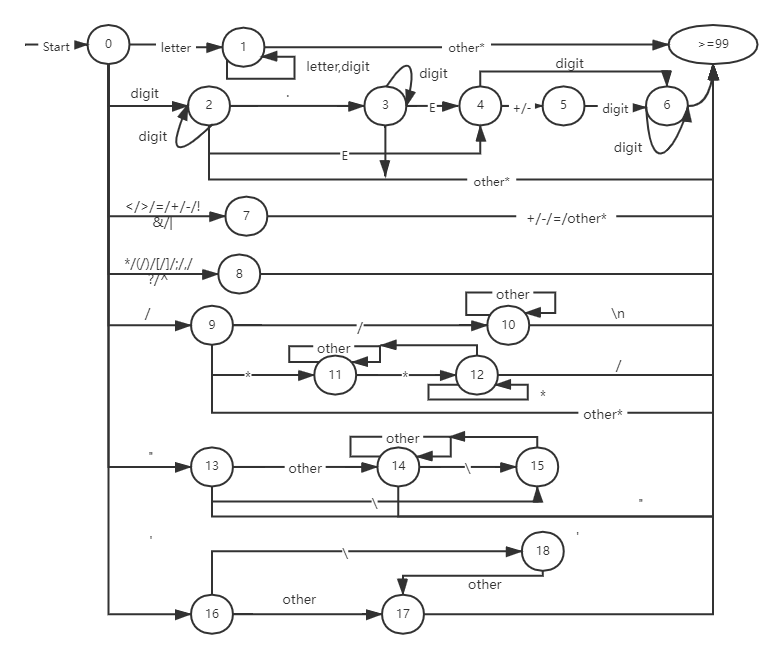 Start
0
letter
1
other*
>=99
letter,digit
digit
2
.
3
digit
E
4
+/-
5
digit
6
digit
digit
digit
E
other*
</>/=/+/-/!
&/|
7
+/-/=/other*
*/(/)/[/]/;/,/
?/^
8
/
9
/
10
other
\n
*
11
other
*
12
*
/
other*
"
13
other
14
other
\
15
\
"
'
16
\
18
'
other
other
17